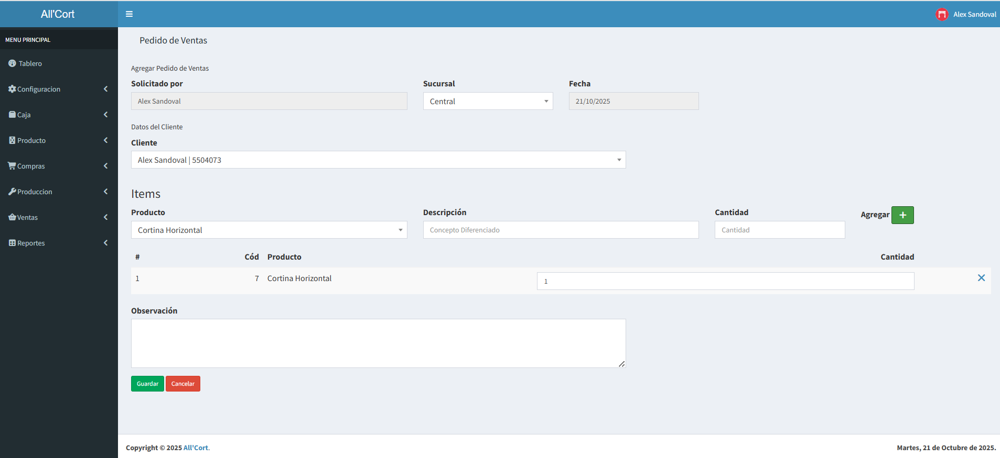 All'Cort
Alex Sandoval
MENU PRINCIPAL
Tablero
Configuracion
Caja
Producto
Compras
Produccion
Ventas
Reportes
Pedido de Ventas
Agregar Pedido de Ventas
Solicitado por Sucursal Fecha
Alex Sandoval Central 21/10/2025
Datos del Cliente
Cliente
Alex Sandoval | 5504073
Items
Producto Descripción Cantidad Agregar
Cortina Horizontal Concepto Diferenciado Cantidad
# Cód Producto Cantidad
1 7 Cortina Horizontal 1
Observación
Guardar Cancelar
Copyright © 2025 All'Cort. Martes, 21 de Octubre de 2025.